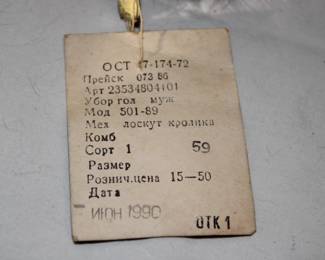 ОСТ 17-174-72
Прейск 073 86
Арт 23534804101
Убор гол муж
Мод 501-89
Мех лоскут кролика
Комб
Сорт 1 59
Размер
Рознич.цена 15—50
Дата
ИЮН 1990
ОТК 1